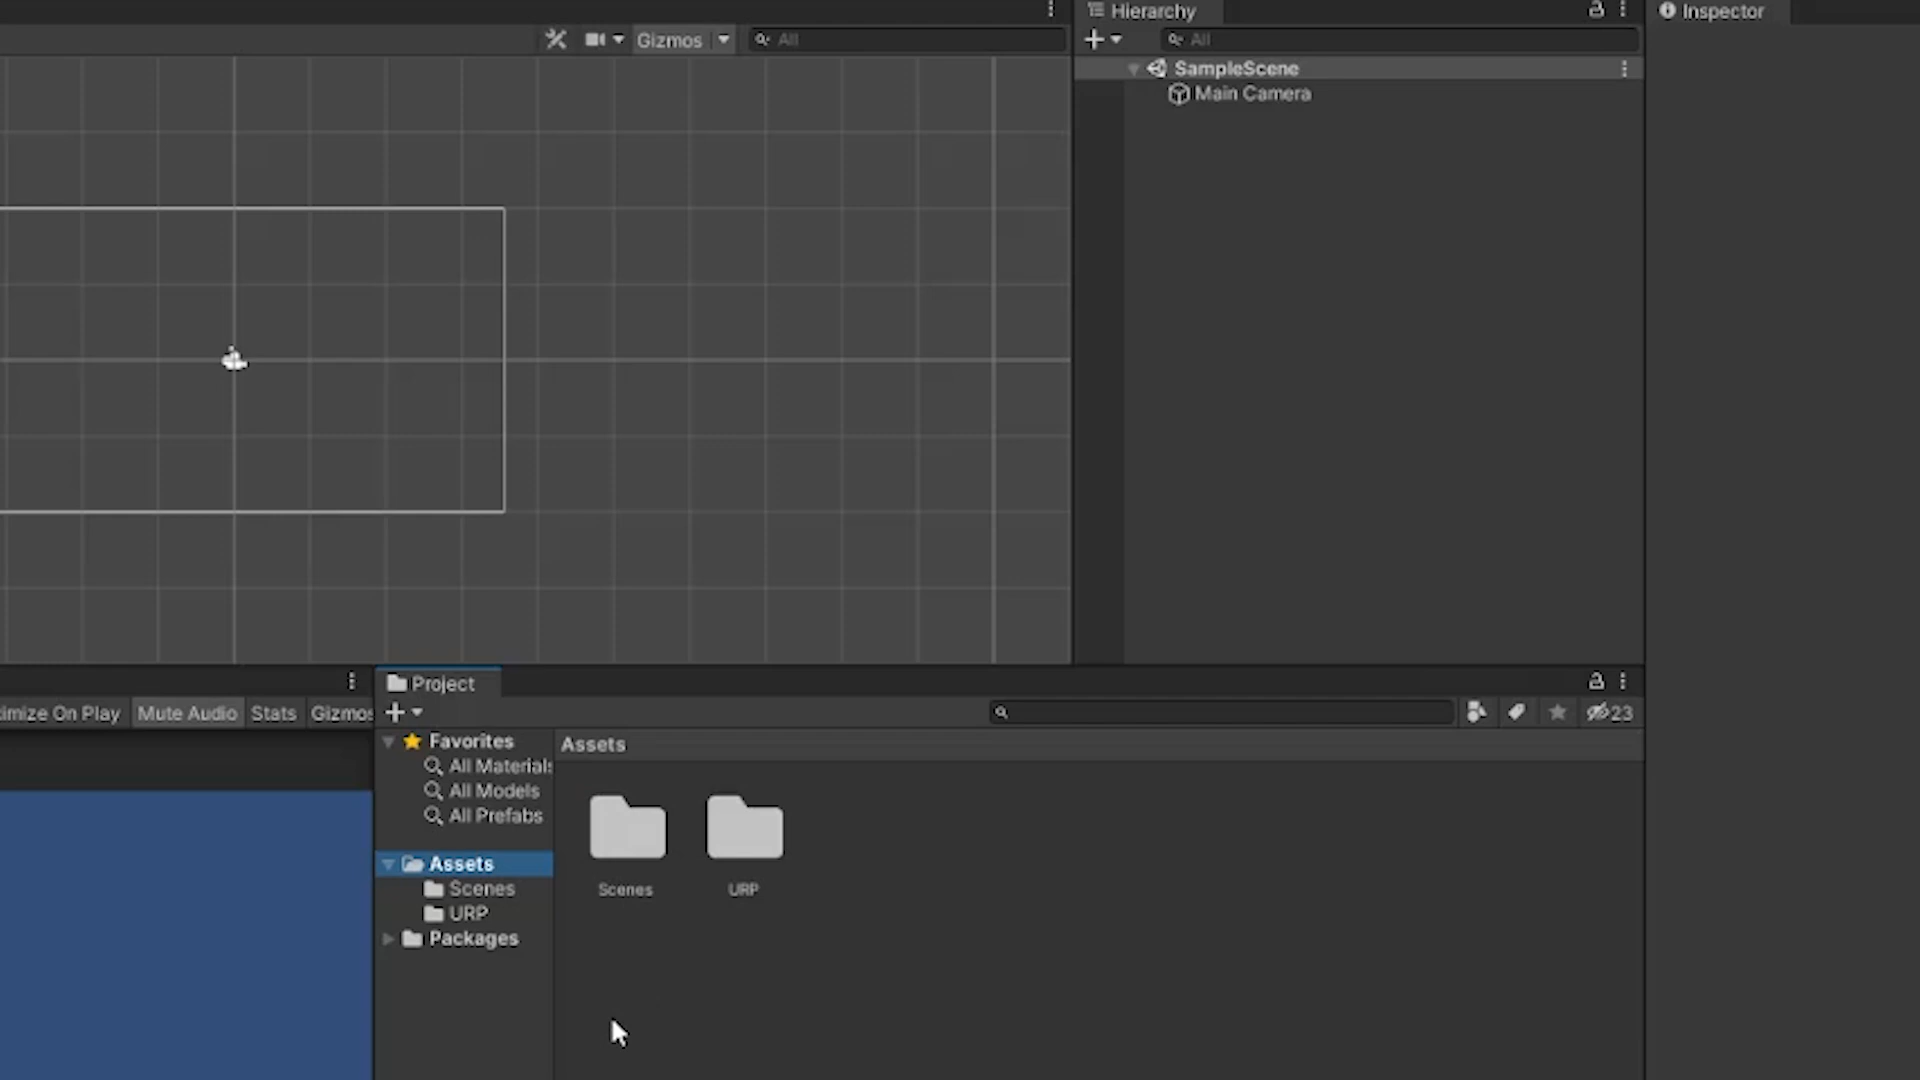 Hierarchy
Inspector
Gizmos
All
All
SampleScene
Main Camera
Project
imize On Play
Mute Audio
Stats
Gizmos
23
Favorites
All Materials
All Models
All Prefabs
Assets
Scenes
URP
Packages
Assets
Scenes
URP